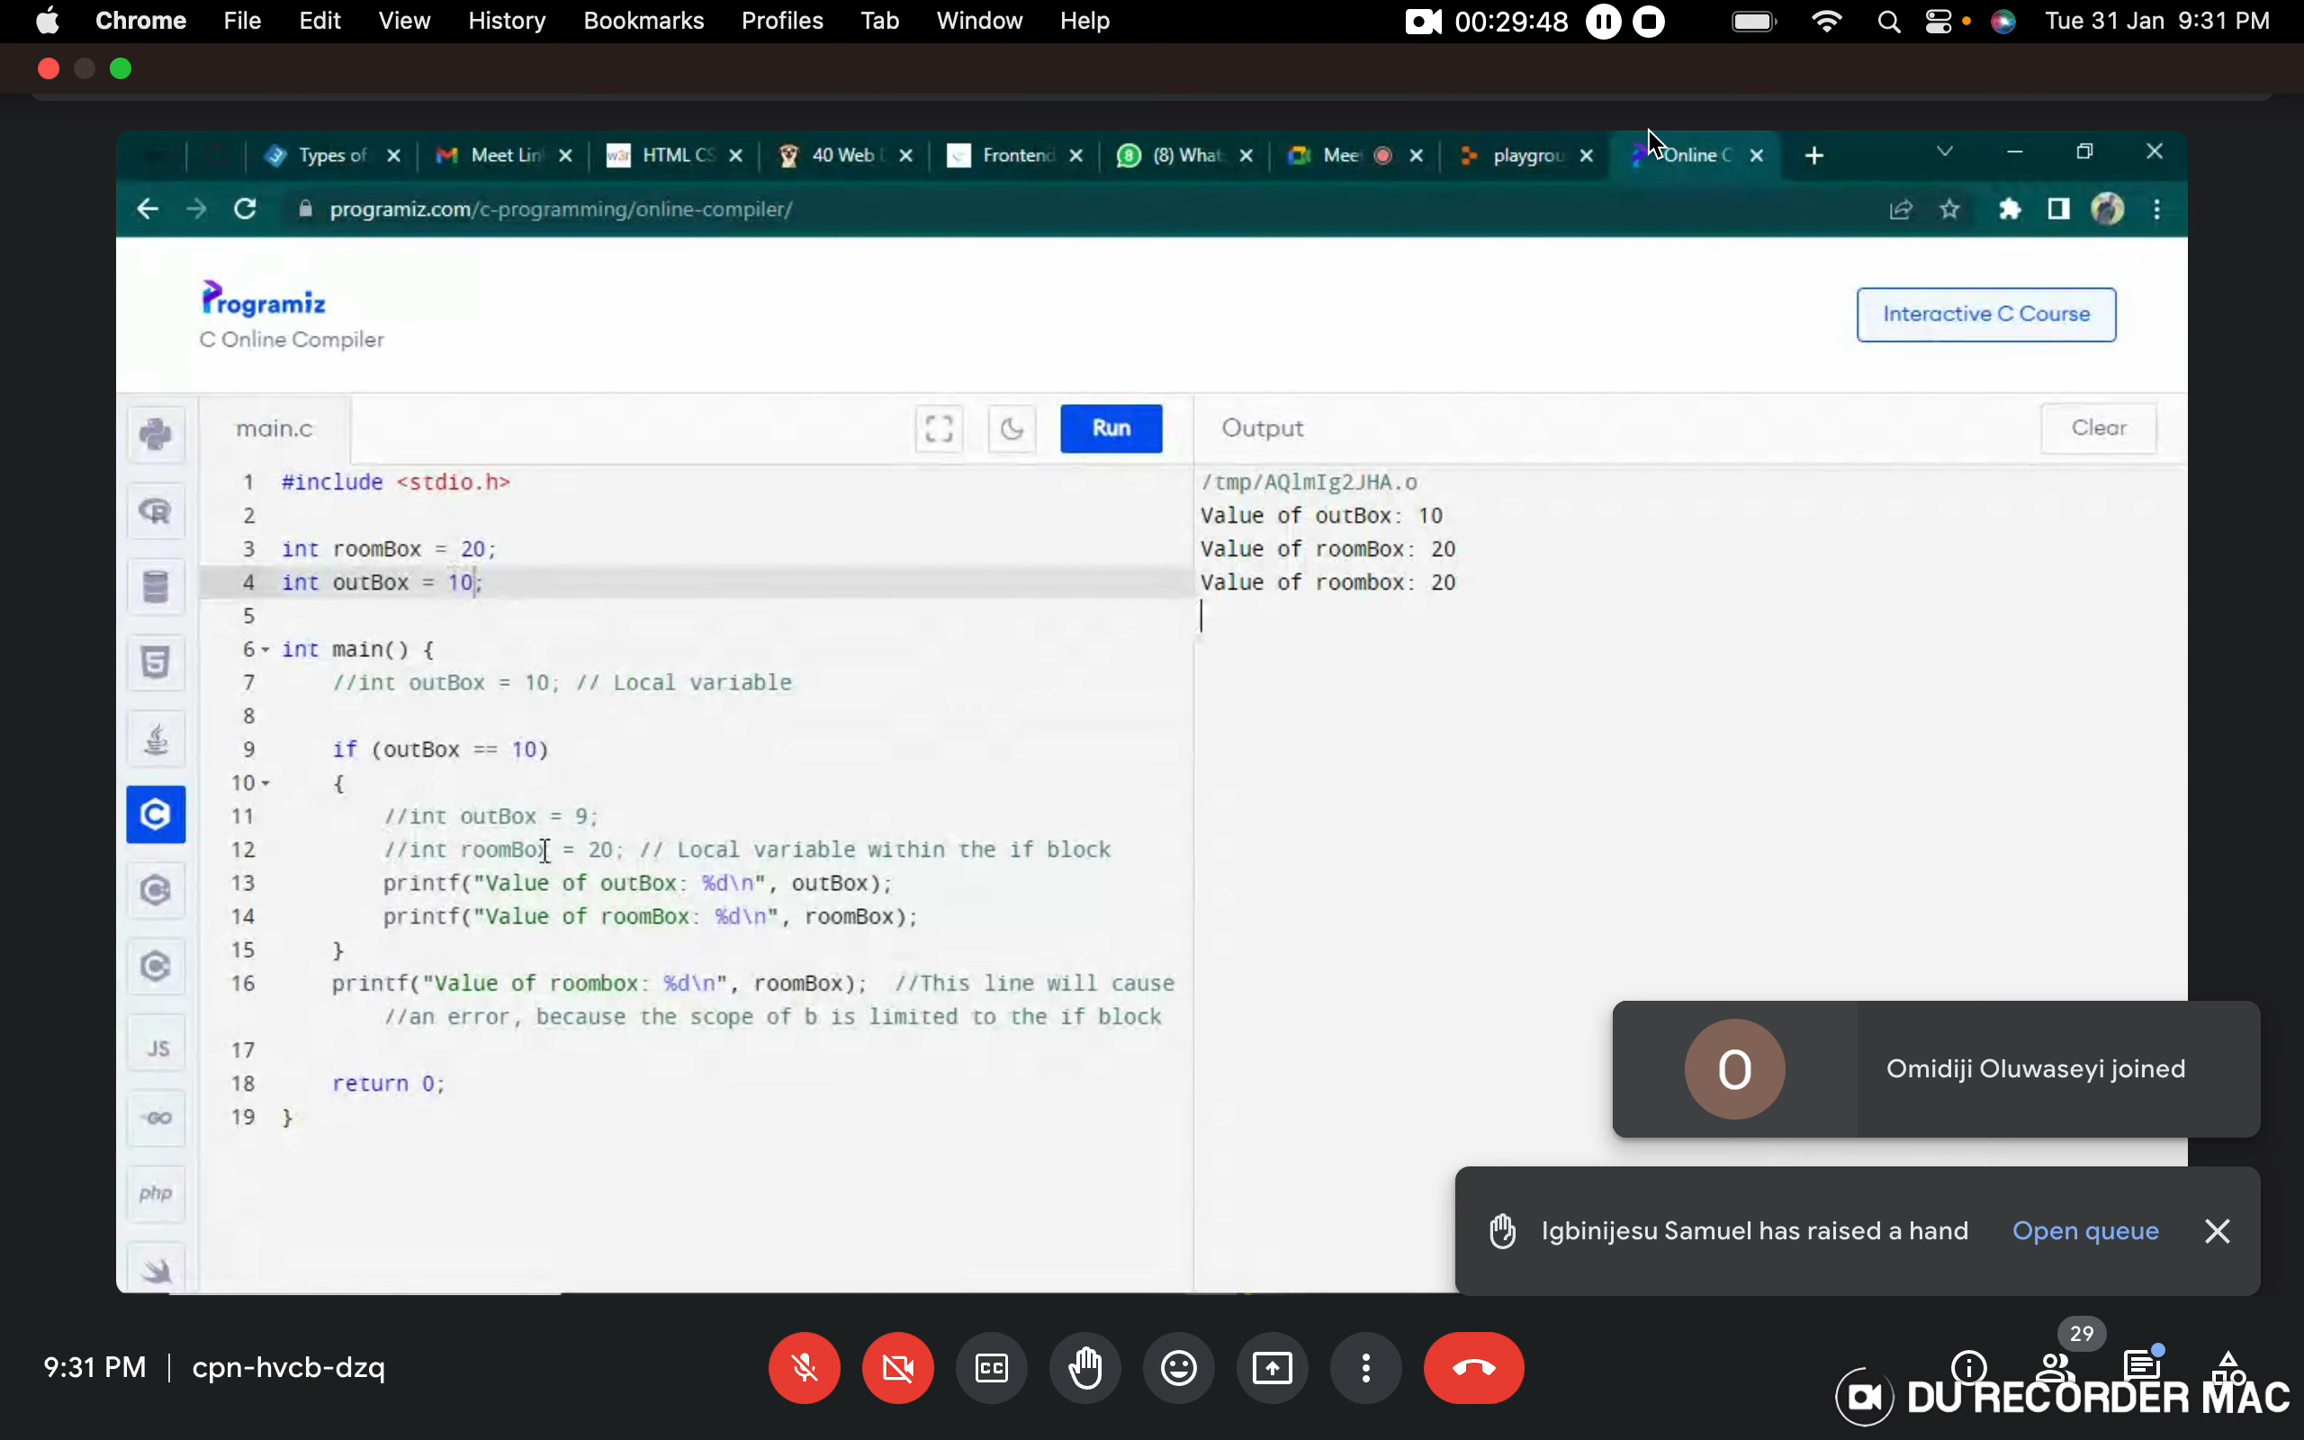 Chrome File Edit View History Bookmarks Profiles Tab Window Help 00:29:48 Tue 31 Jan 9:31 PM
Types of Meet Lin HTML CS 40 Web Frontend (8) What Mee playgrou Online C
programiz.com/c-programming/online-compiler/
Programiz
C Online Compiler
Interactive C Course
main.c
Run
Output
Clear
1 #include <stdio.h>
2
3 int roomBox = 20;
4 int outBox = 10;
5
6 int main() {
7 //int outBox = 10; // Local variable
8
9 if (outBox == 10)
10 {
11 //int outBox = 9;
12 //int roomBox = 20; // Local variable within the if block
13 printf("Value of outBox: %d\n", outBox);
14 printf("Value of roomBox: %d\n", roomBox);
15 }
16 printf("Value of roombox: %d\n", roomBox); //This line will cause
//an error, because the scope of b is limited to the if block
17
18 return 0;
19 }
/tmp/AQlmIg2JHA.o
Value of outBox: 10
Value of roomBox: 20
Value of roombox: 20
JS
GO
php
O
Omidiji Oluwaseyi joined
Igbinijesu Samuel has raised a hand Open queue
9:31 PM | cpn-hvcb-dzq
CC
29
DU RECORDER MAC